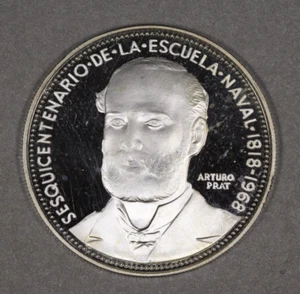 SESQUICENTENARIO·DE·LA·ESCUELA·NAVAL·1818-1968
ARTURO
PRAT